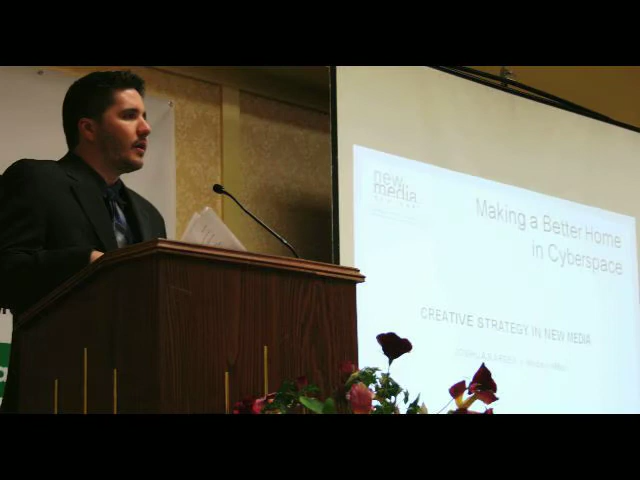 new
media
Making a Better Home
in Cyberspace
CREATIVE STRATEGY IN NEW MEDIA